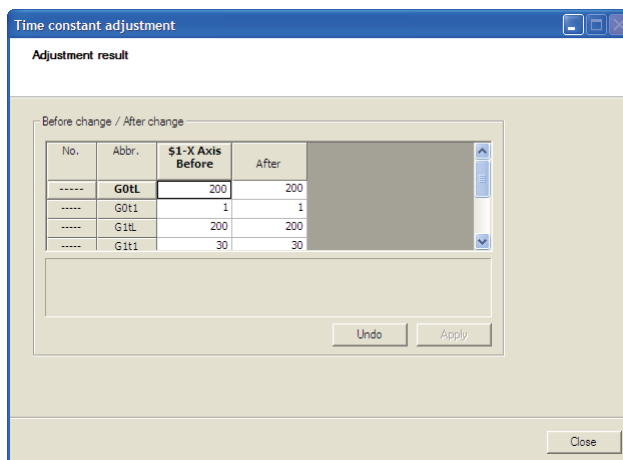 Time constant adjustment
Adjustment result
Before change / After change
No. Abbr. $1-X Axis Before After
----- G0tL 200 200
----- G0t1 1 1
----- G1tL 200 200
----- G1t1 30 30
Undo Apply
Close